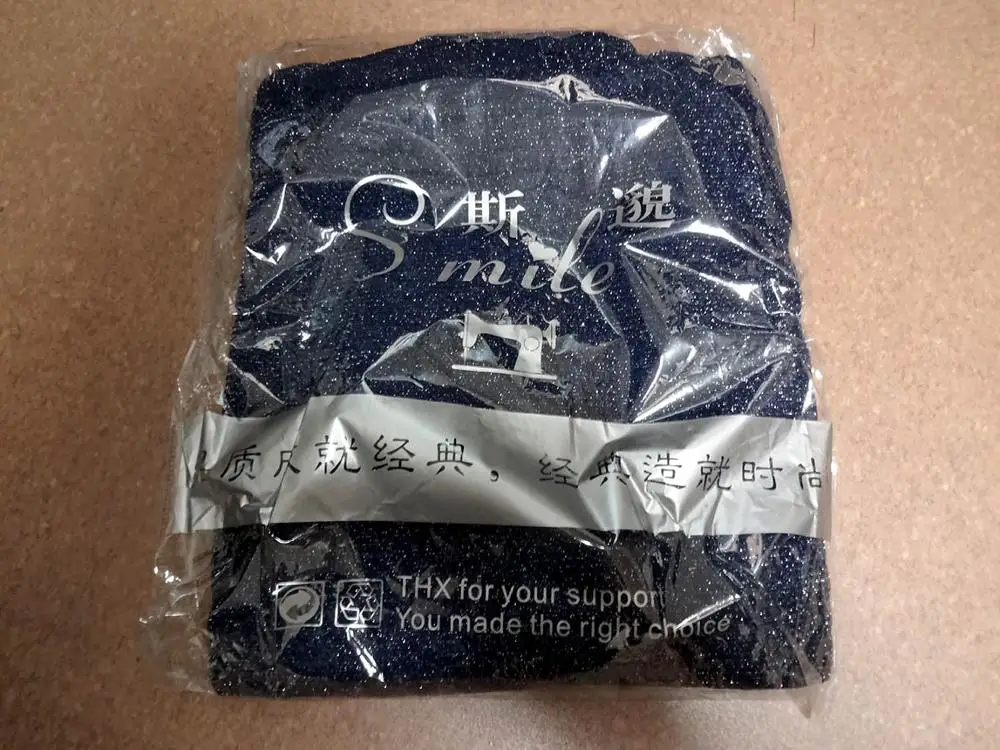 斯 邈
Smile
质成就经典，经典造就时尚
THX for your support
You made the right choice